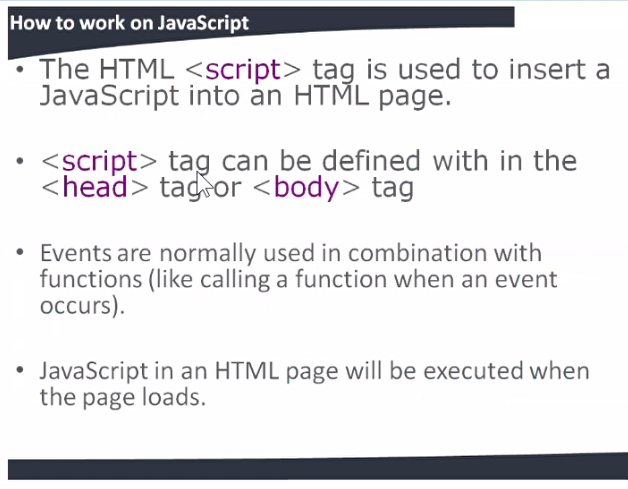 How to work on JavaScript
• The HTML <script> tag is used to insert a
JavaScript into an HTML page.
• <script> tag can be defined with in the
<head> tag or <body> tag
• Events are normally used in combination with
functions (like calling a function when an event
occurs).
• JavaScript in an HTML page will be executed when
the page loads.